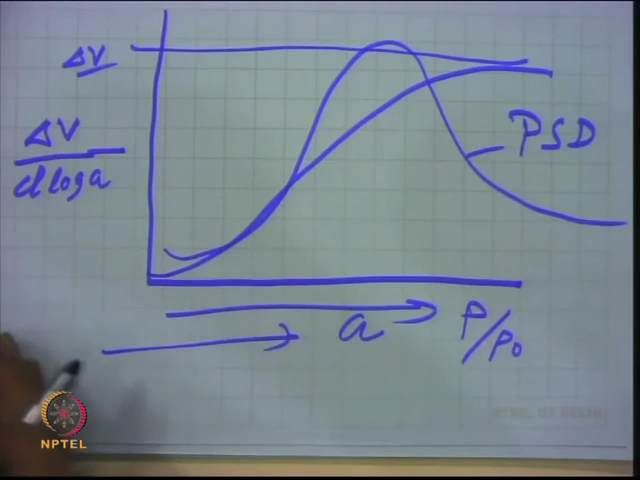 ΔV
ΔV
dloga
PSD
a
P/P₀
NPTEL